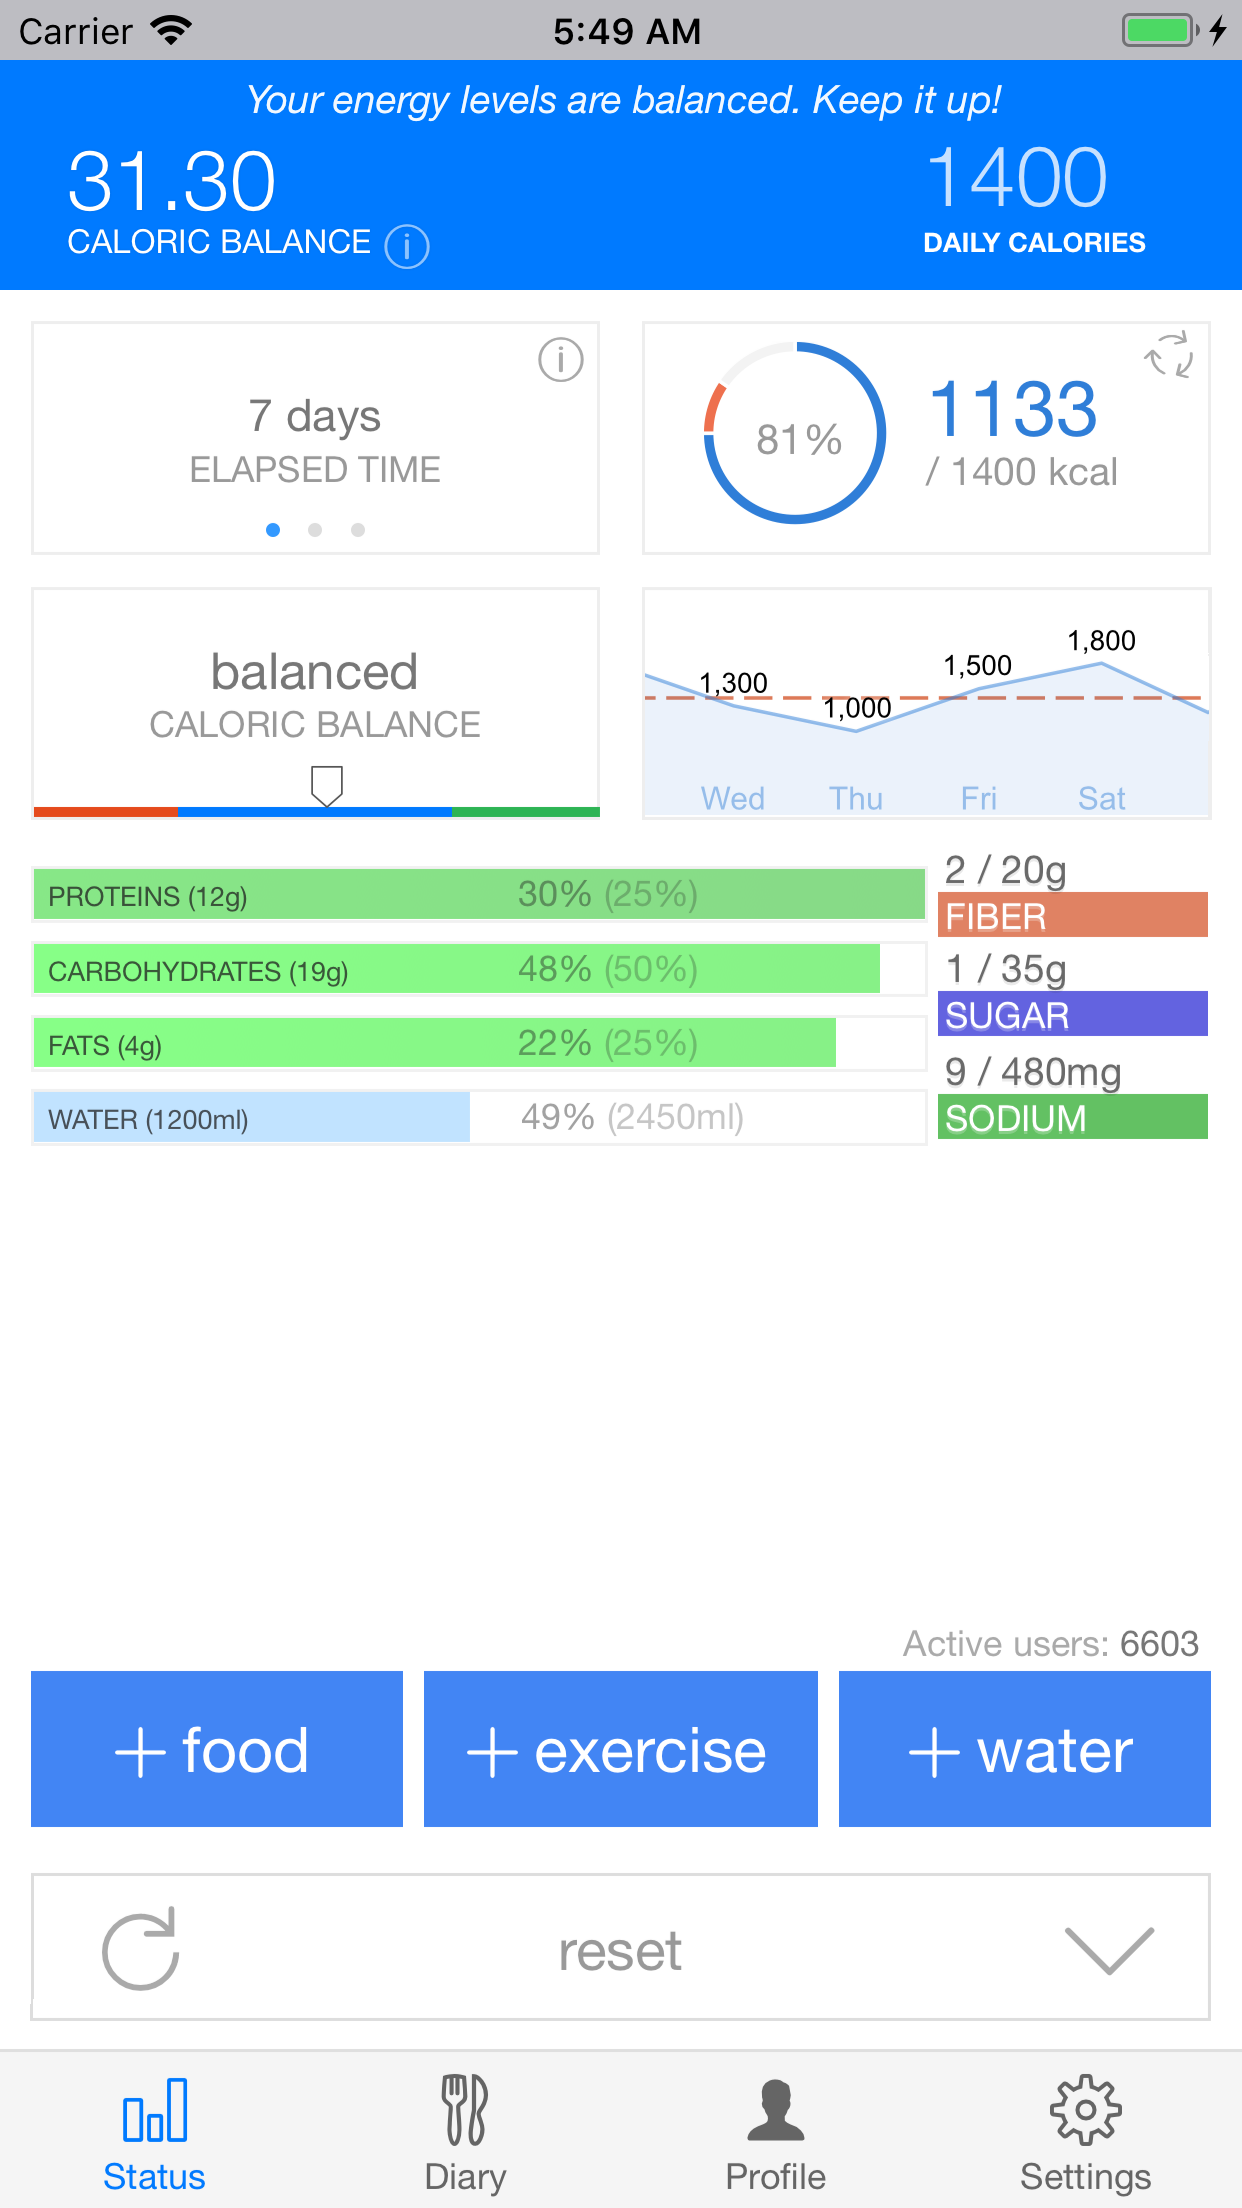 Carrier 5:49 AM
Your energy levels are balanced. Keep it up!
31.30
CALORIC BALANCE
1400
DAILY CALORIES
7 days
ELAPSED TIME
81%
1133
/ 1400 kcal
balanced
CALORIC BALANCE
1,300
1,000
1,500
1,800
Wed Thu Fri Sat
PROTEINS (12g) 30% (25%)
CARBOHYDRATES (19g) 48% (50%)
FATS (4g) 22% (25%)
WATER (1200ml) 49% (2450ml)
2 / 20g
FIBER
1 / 35g
SUGAR
9 / 480mg
SODIUM
Active users: 6603
+ food
+ exercise
+ water
reset
Status Diary Profile Settings